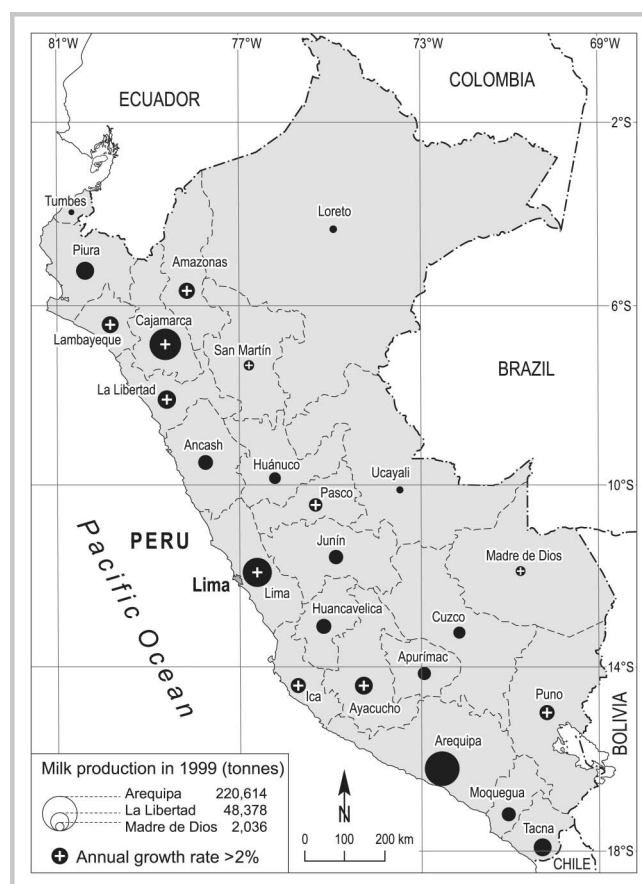 81°W 77°W 73°W 69°W
COLOMBIA
ECUADOR
2°S
Tumbes
Loreto
Piura
Amazonas
6°S
Cajamarca
Lambayeque
San Martín
BRAZIL
La Libertad
Ancash
Huánuco
Ucayali
10°S
Pasco
PERU
Junín
Madre de Dios
Pacific Ocean
Lima
Lima
Huancavelica
Cuzco
14°S
Apurímac
Ica
Ayacucho
Puno
BOLIVIA
Arequipa
Milk production in 1999 (tonnes)
Arequipa 220,614
La Libertad 48,378
Madre de Dios 2,036
Annual growth rate >2%
N
0 100 200 km
Moquegua
Tacna
18°S
CHILE